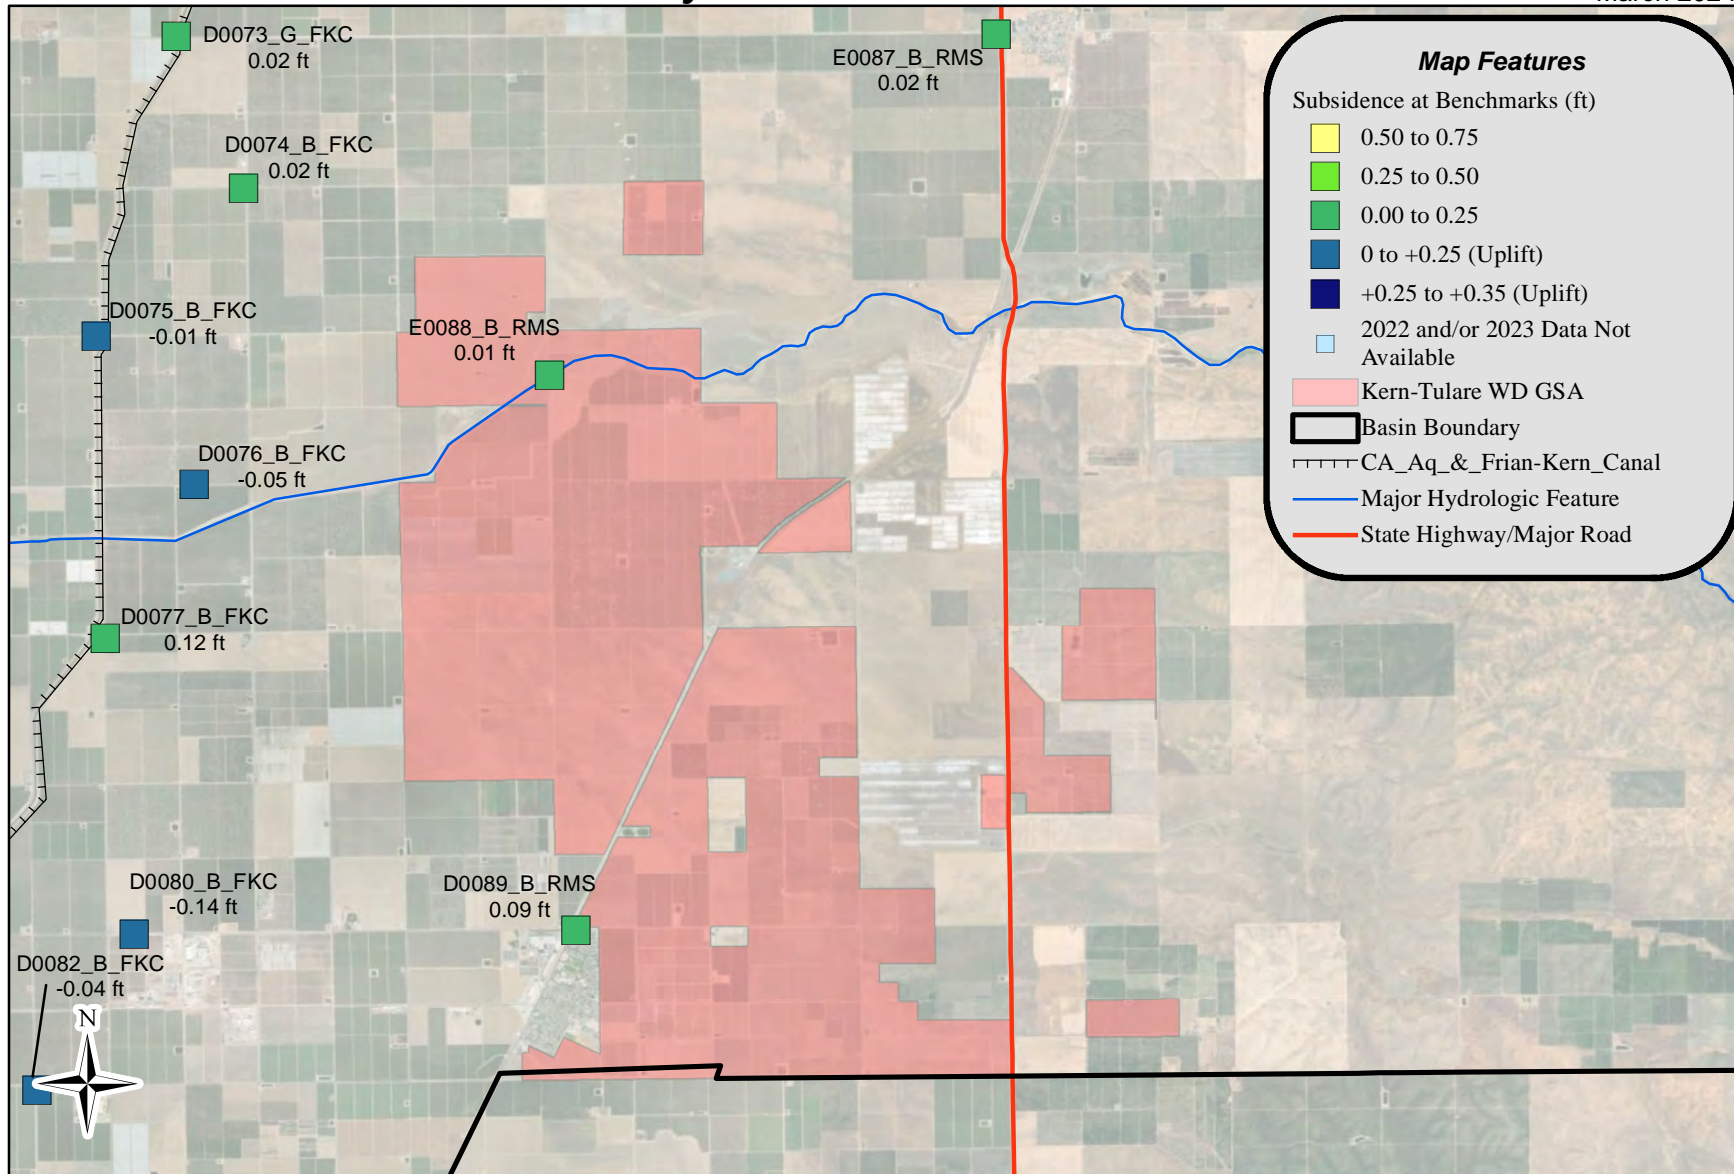 D0073_G_FKC
0.02 ft
E0087_B_RMS
0.02 ft
D0074_B_FKC
0.02 ft
D0075_B_FKC
-0.01 ft
E0088_B_RMS
0.01 ft
D0076_B_FKC
-0.05 ft
D0077_B_FKC
0.12 ft
D0080_B_FKC
-0.14 ft
D0089_B_RMS
0.09 ft
D0082_B_FKC
-0.04 ft
N
Map Features
Subsidence at Benchmarks (ft)
0.50 to 0.75
0.25 to 0.50
0.00 to 0.25
0 to +0.25 (Uplift)
+0.25 to +0.35 (Uplift)
2022 and/or 2023 Data Not
Available
Kern-Tulare WD GSA
Basin Boundary
CA_Aq_&_Frian-Kern_Canal
Major Hydrologic Feature
State Highway/Major Road